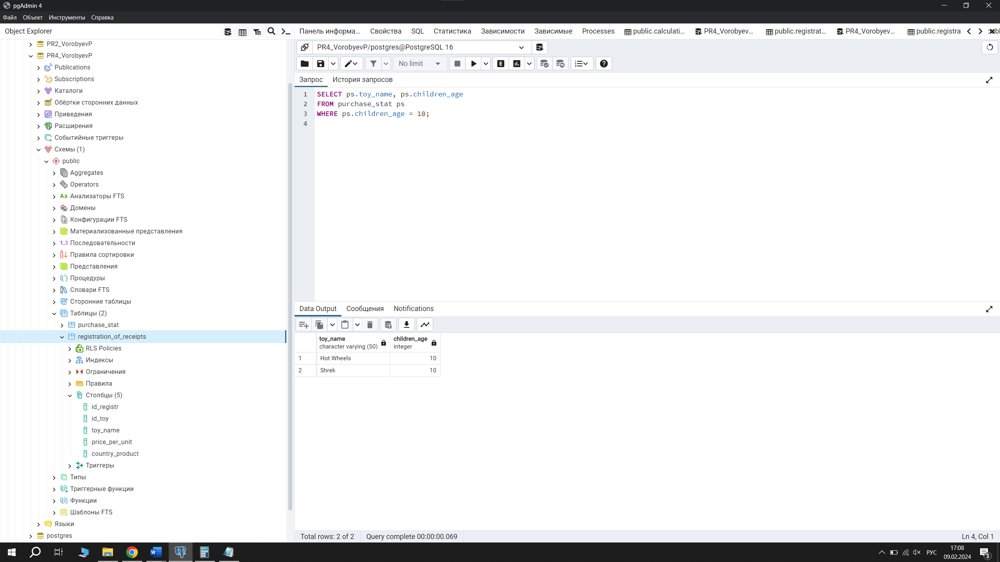 pgAdmin 4
Файл Объект Инструменты Справка
Object Explorer
PR2_VorobyevP
PR4_VorobyevP
Publications
Subscriptions
Каталоги
Обёртки сторонних данных
Приведения
Расширения
Событийные триггеры
Схемы (1)
public
Aggregates
Operators
Aa Анализаторы FTS
Домены
Конфигурации FTS
Материализованные представления
1..3 Последовательности
Правила сортировки
Представления
Процедуры
Словари FTS
Сторонние таблицы
Таблицы (2)
purchase_stat
registration_of_receipts
RLS Policies
Индексы
Ограничения
Правила
Столбцы (5)
id_registr
id_toy
toy_name
price_per_unit
country_product
Триггеры
Типы
Триггерные функции
Функции
Шаблоны FTS
Языки
postgres
Панель информа... Свойства SQL Статистика Зависимости Зависимые Processes public.calculati... PR4_Vorobyev... public.registrat... PR4_Vorobyev... public.registra
PR4_VorobyevP/postgres@PostgreSQL 16
No limit E
Запрос История запросов
1 SELECT ps.toy_name, ps.children_age
2 FROM purchase_stat ps
3 WHERE ps.children_age = 10;
4
Data Output Сообщения Notifications
toy_name children_age
character varying (50) integer
1 Hot Wheels 10
2 Shrek 10
Total rows: 2 of 2 Query complete 00:00:00.069 Ln 4, Col 1
РУС 17:08
09.02.2024
3